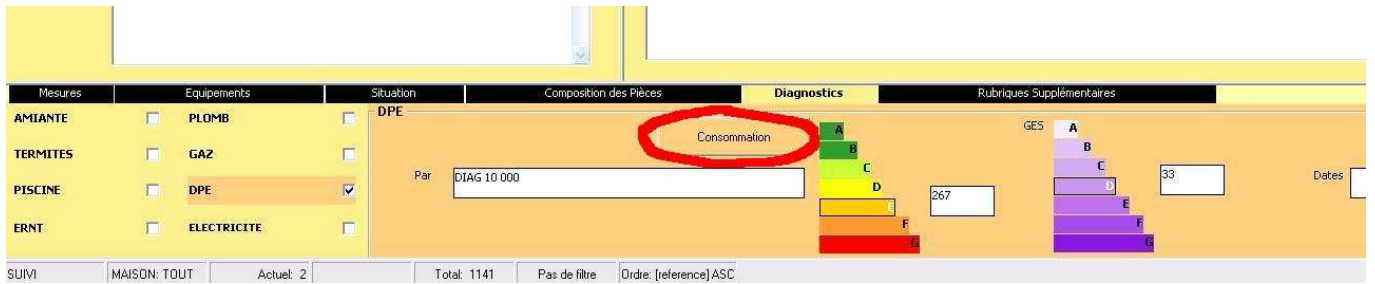 Mesures Equipements Situation Composition des Pièces Diagnostics Rubriques Supplémentaires
AMIANTE PLOMB
TERMITES GAZ
PISCINE DPE
ERNT ELECTRICITE
DPE
Consommation
Par DIAG 10 000
A
B
C
D
E
F
G
267
GES
A
B
C
D
E
F
G
33
Dates
SUIVI MAISON: TOUT Actuel: 2 Total: 1141 Pas de filtre Ordre: [reference] ASC